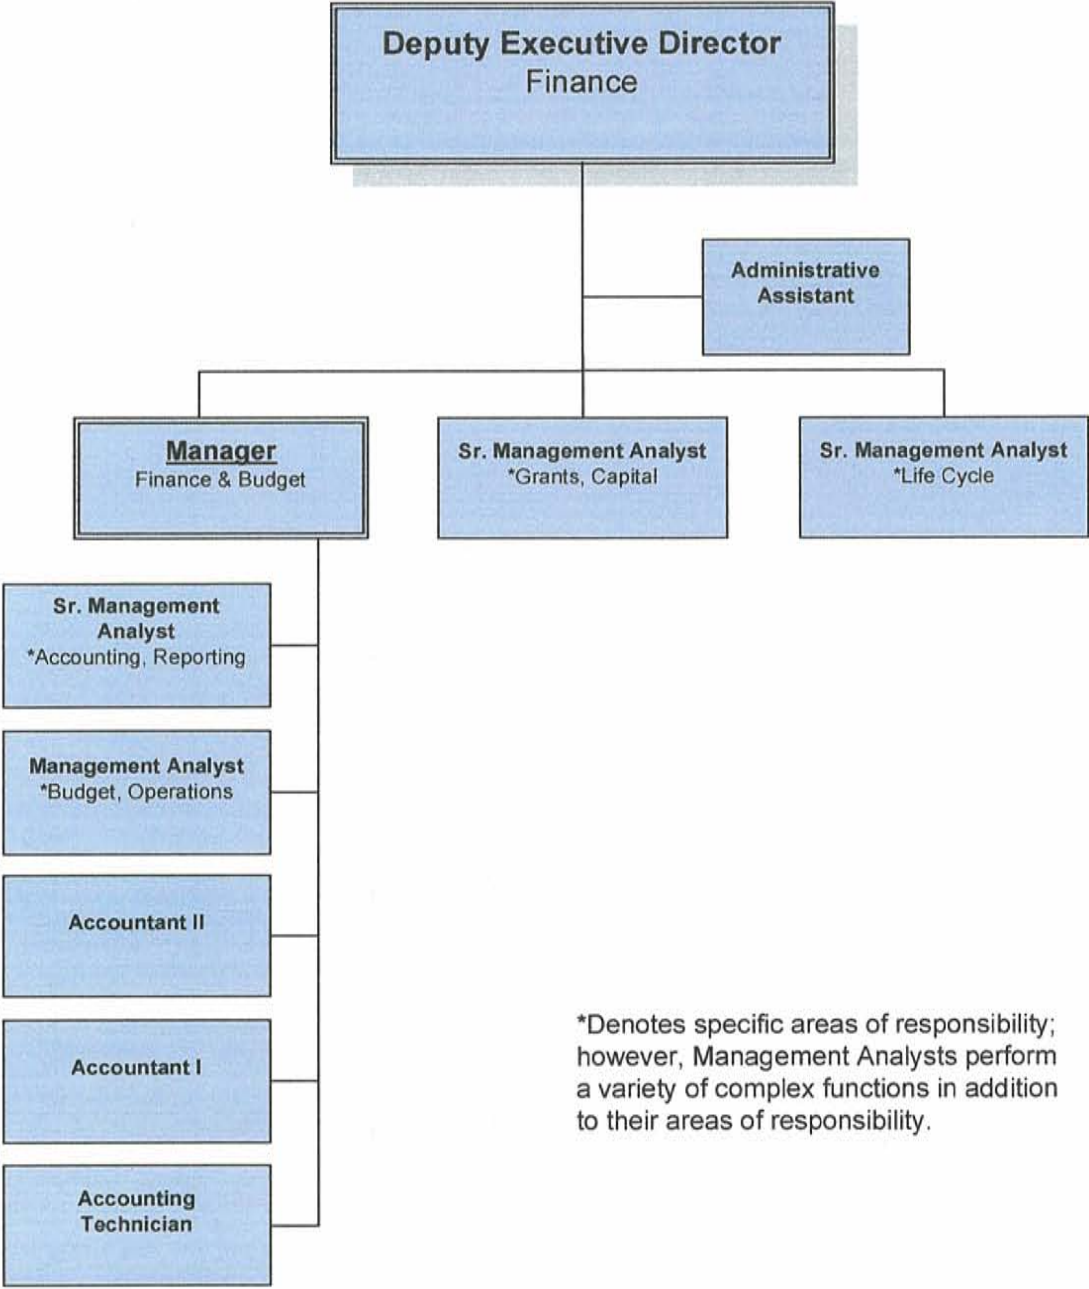 Deputy Executive Director
Finance
Administrative
Assistant
Manager
Finance & Budget
Sr. Management Analyst
*Grants, Capital
Sr. Management Analyst
*Life Cycle
Sr. Management
Analyst
*Accounting, Reporting
Management Analyst
*Budget, Operations
Accountant II
Accountant I
Accounting
Technician
*Denotes specific areas of responsibility;
however, Management Analysts perform
a variety of complex functions in addition
to their areas of responsibility.